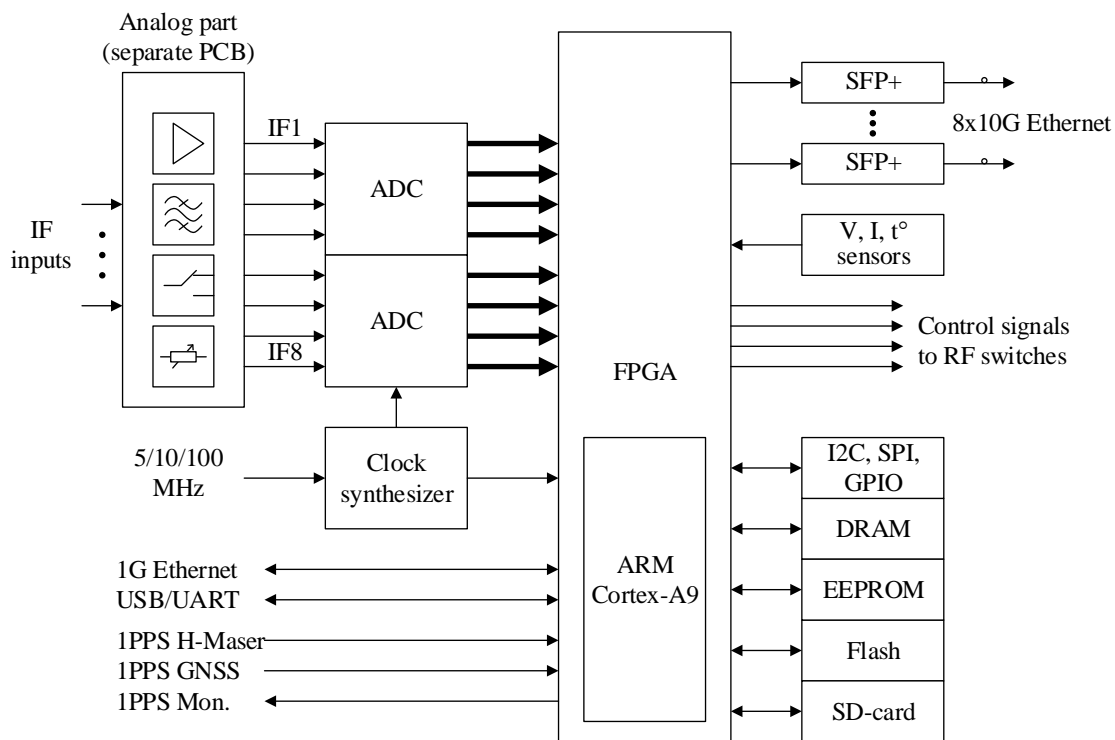 Analog part
(separate PCB)
IF
inputs
IF1
IF8
ADC
ADC
5/10/100
MHz
Clock
synthesizer
1G Ethernet
USB/UART
1PPS H-Maser
1PPS GNSS
1PPS Mon.
FPGA
ARM
Cortex-A9
SFP+
8x10G Ethernet
SFP+
V, I, t°
sensors
Control signals
to RF switches
I2C, SPI,
GPIO
DRAM
EEPROM
Flash
SD-card